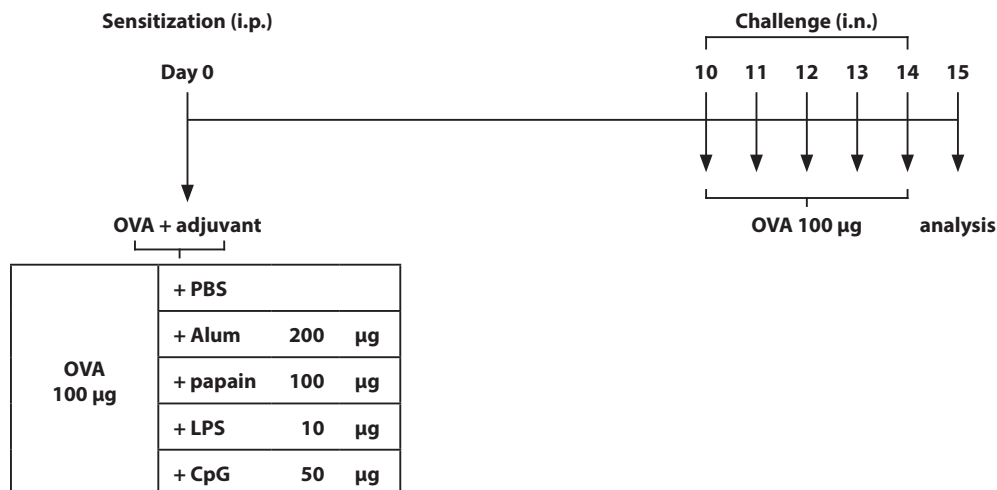 Sensitization (i.p.) Challenge (i.n.)
Day 0 10 11 12 13 14 15
OVA + adjuvant OVA 100 µg analysis
+ PBS
+ Alum 200 µg
OVA
100 µg
+ papain 100 µg
+ LPS 10 µg
+ CpG 50 µg